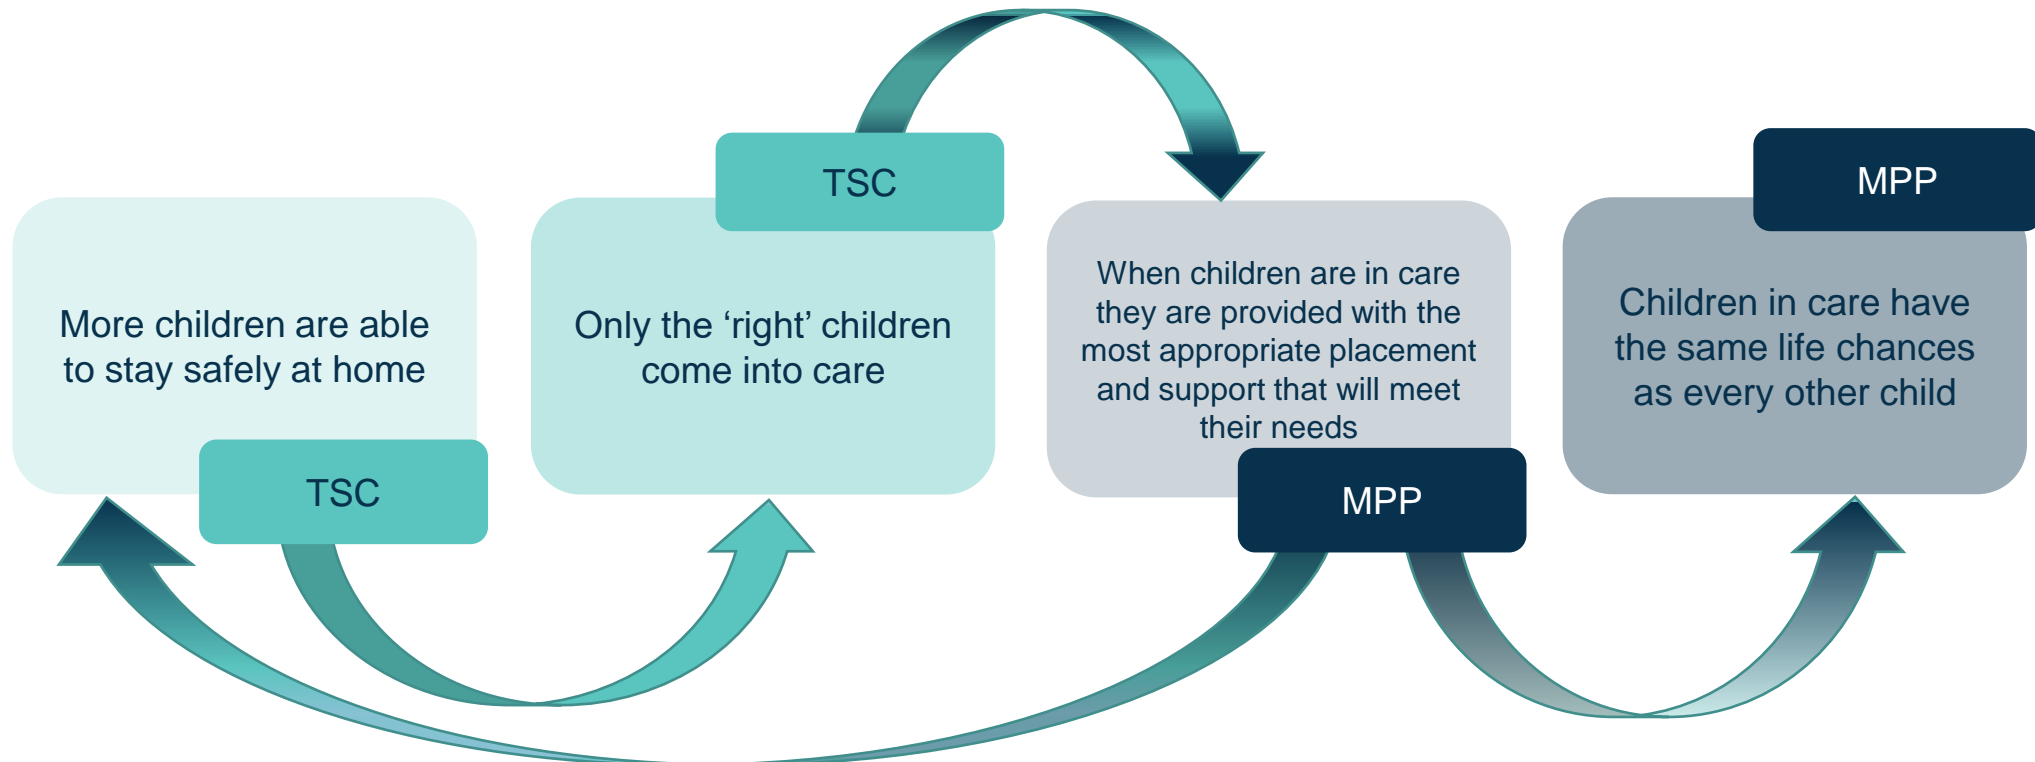 More children are able
to stay safely at home
TSC
TSC
Only the ‘right’ children
come into care
When children are in care
they are provided with the
most appropriate placement
and support that will meet
their needs
MPP
MPP
Children in care have
the same life chances
as every other child